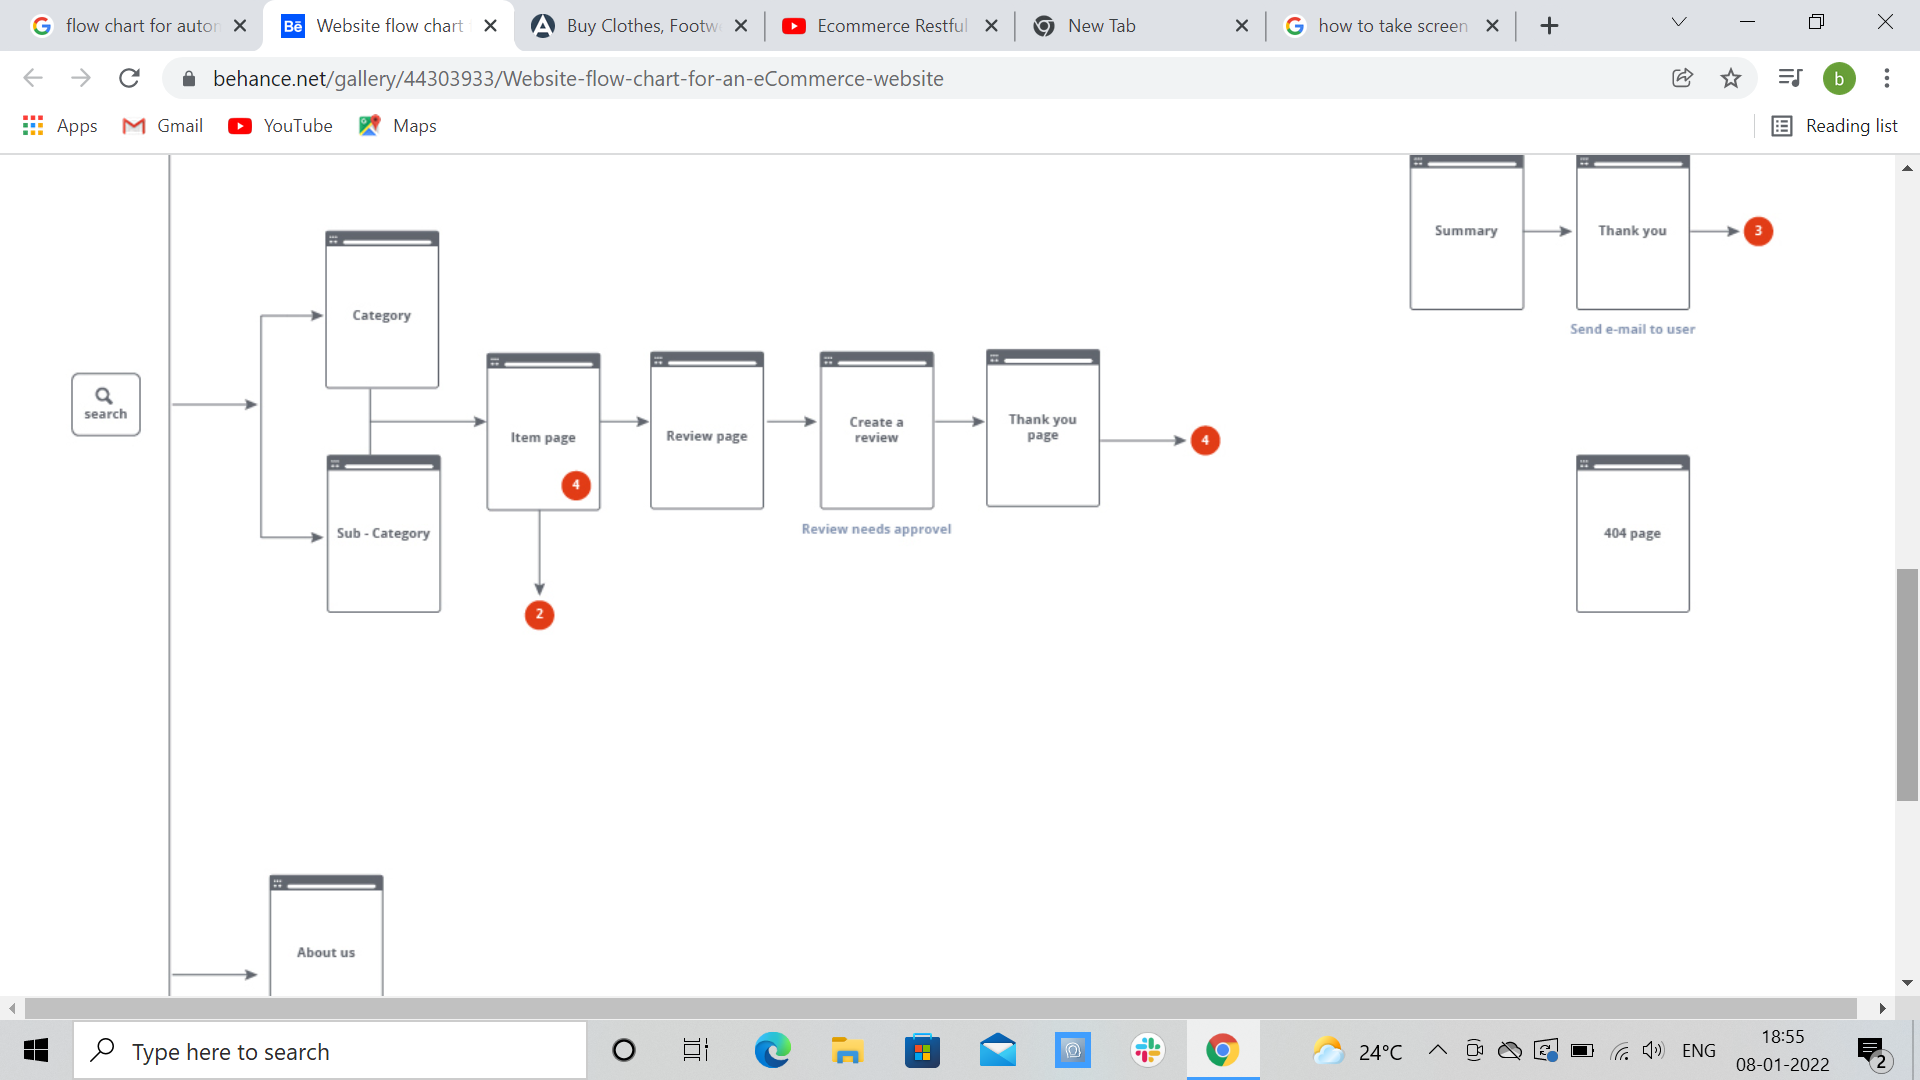 flow chart for auton
Bē
Website flow chart
Buy Clothes, Footw
Ecommerce Restful
New Tab
how to take screen
behance.net/gallery/44303933/Website-flow-chart-for-an-eCommerce-website
b
Apps
Gmail
YouTube
Maps
Reading list
Summary
Thank you
3
Send e-mail to user
Category
search
Item page
4
Review page
Create a
review
Thank you
page
4
Review needs approvel
Sub - Category
2
404 page
About us
Type here to search
24°C
ENG
18:55
08-01-2022
2